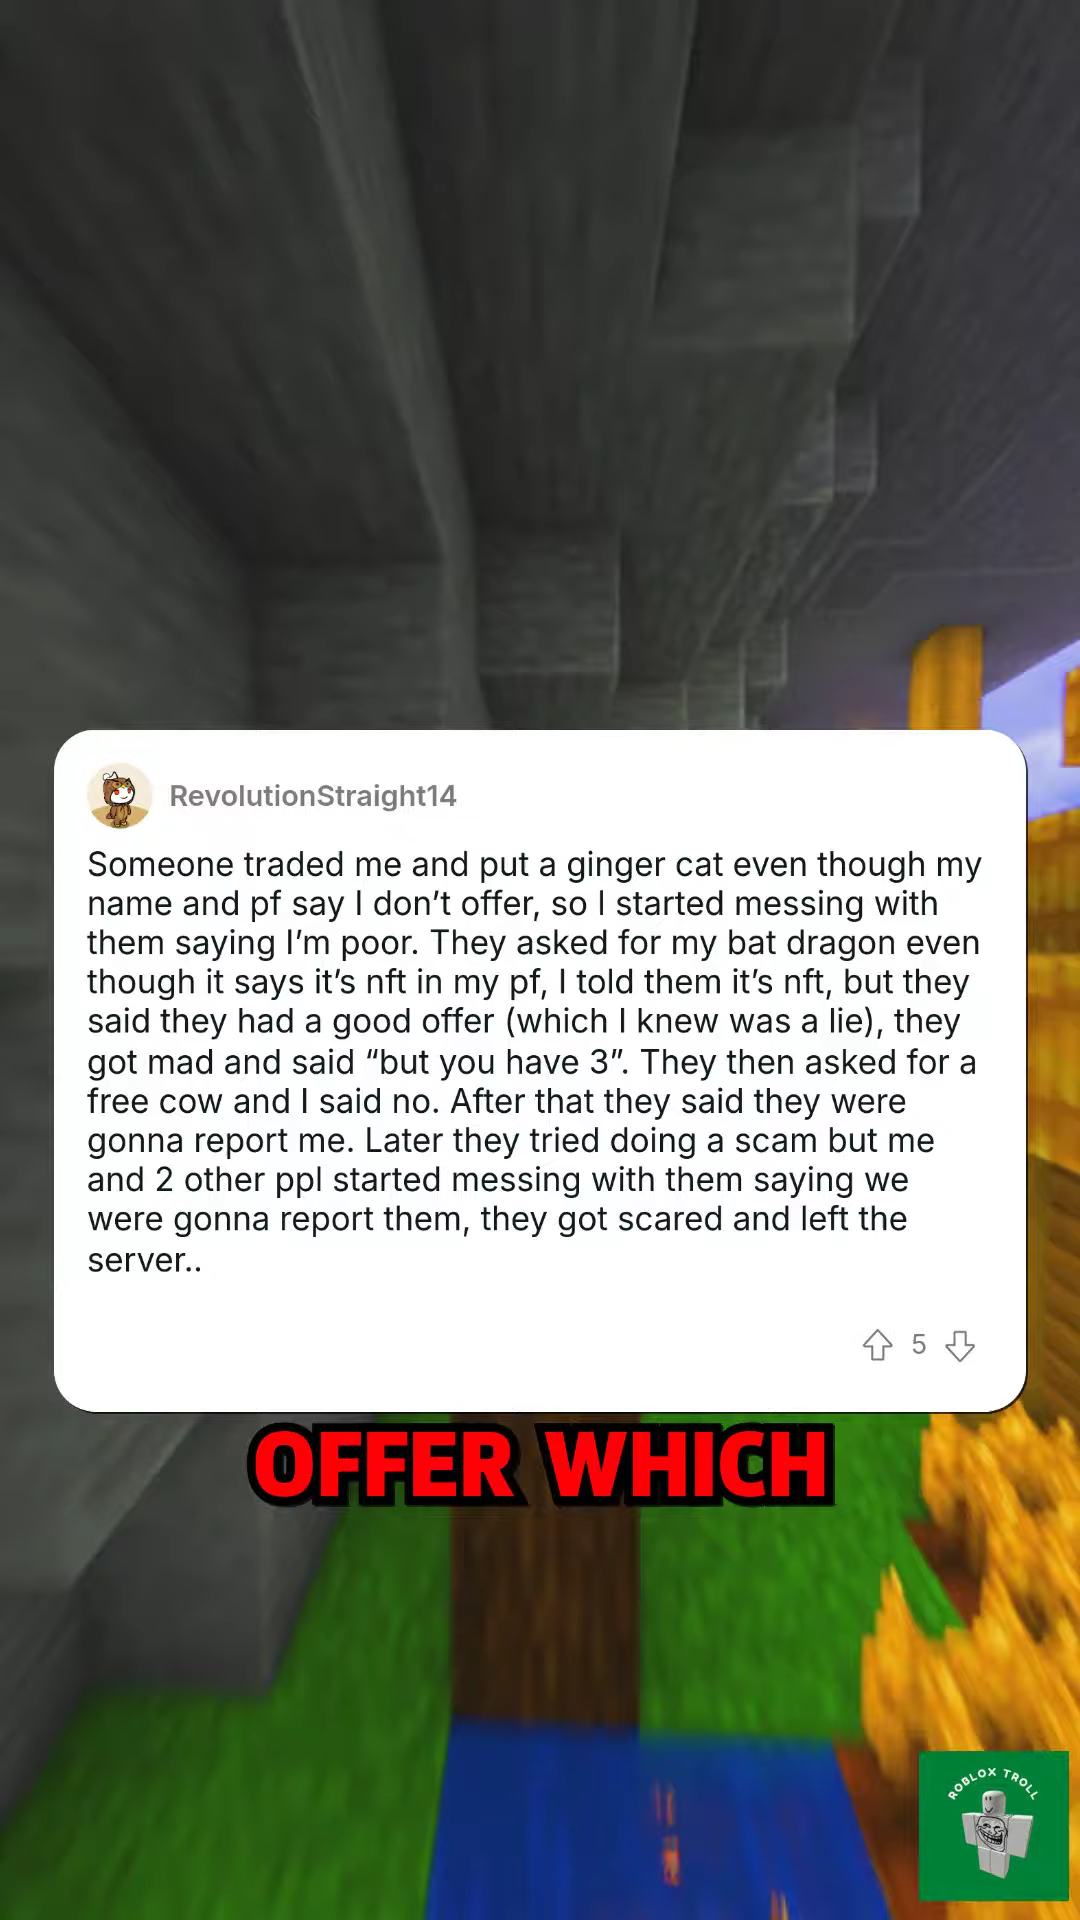 RevolutionStraight14
Someone traded me and put a ginger cat even though my
name and pf say I don’t offer, so I started messing with
them saying I’m poor. They asked for my bat dragon even
though it says it’s nft in my pf, I told them it’s nft, but they
said they had a good offer (which I knew was a lie), they
got mad and said “but you have 3”. They then asked for a
free cow and I said no. After that they said they were
gonna report me. Later they tried doing a scam but me
and 2 other ppl started messing with them saying we
were gonna report them, they got scared and left the
server..
5
OFFER WHICH
ROBLOX TROLL